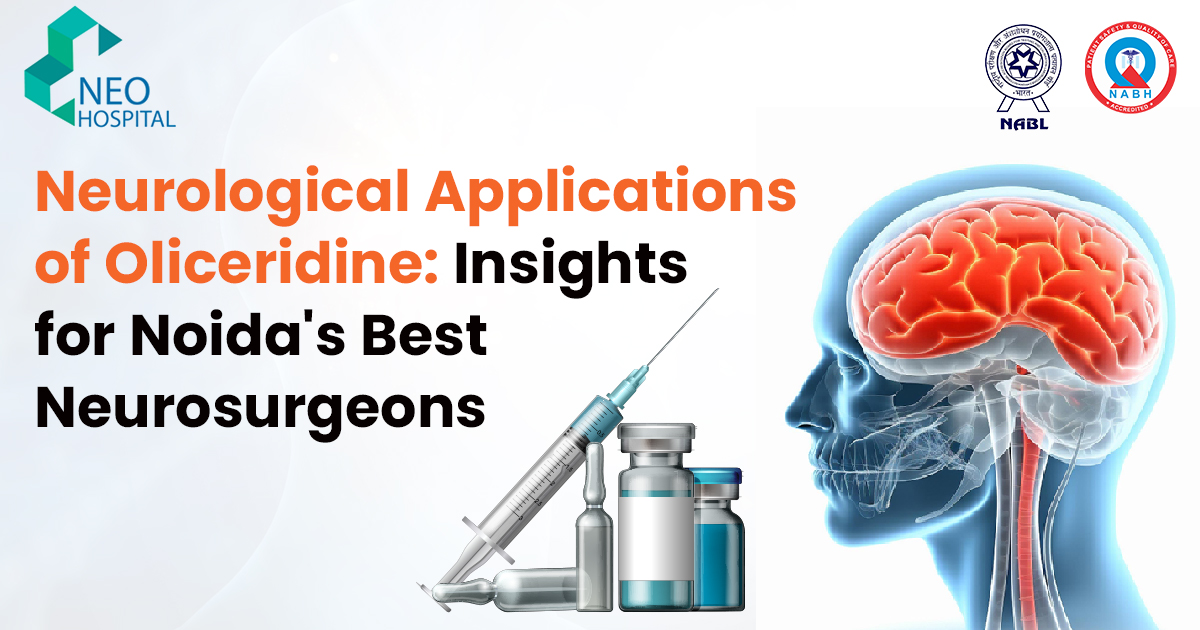 NEO
HOSPITAL
NABL
PATIENT SAFETY & QUALITY OF CARE
NABH
ACCREDITED
Neurological Applications
of Oliceridine: Insights
for Noida's Best
Neurosurgeons